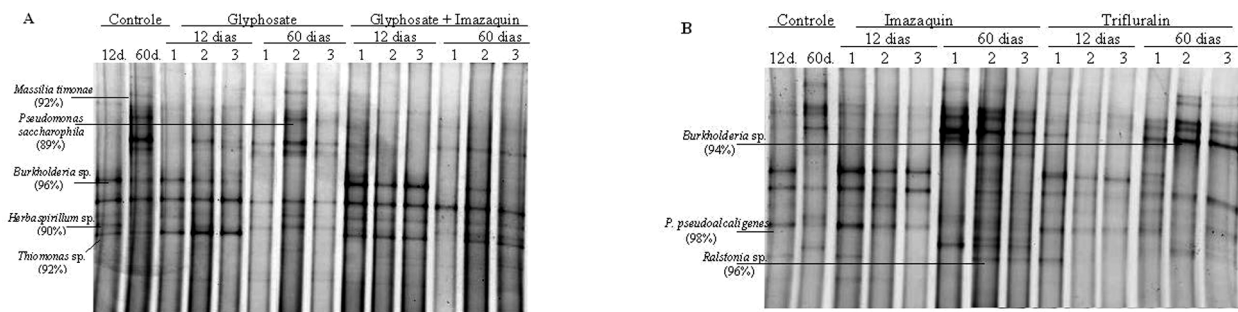 A
Controle Glyphosate Glyphosate + Imazaquin
12 dias 60 dias 12 dias 60 dias
12d. 60d. 1 2 3 1 2 3 1 2 3 1 2 3
Massilia timonae
(92%)
Pseudomonas
saccharophila
(89%)
Burkholderia sp.
(96%)
Herbaspirillum sp.
(90%)
Thiomonas sp.
(92%)
B
Controle Imazaquin Trifluralin
12 dias 60 dias 12 dias 60 dias
12d. 60d. 1 2 3 1 2 3 1 2 3 1 2 3
Burkholderia sp.
(94%)
P. pseudoalcaligenes
(98%)
Ralstonia sp.
(96%)